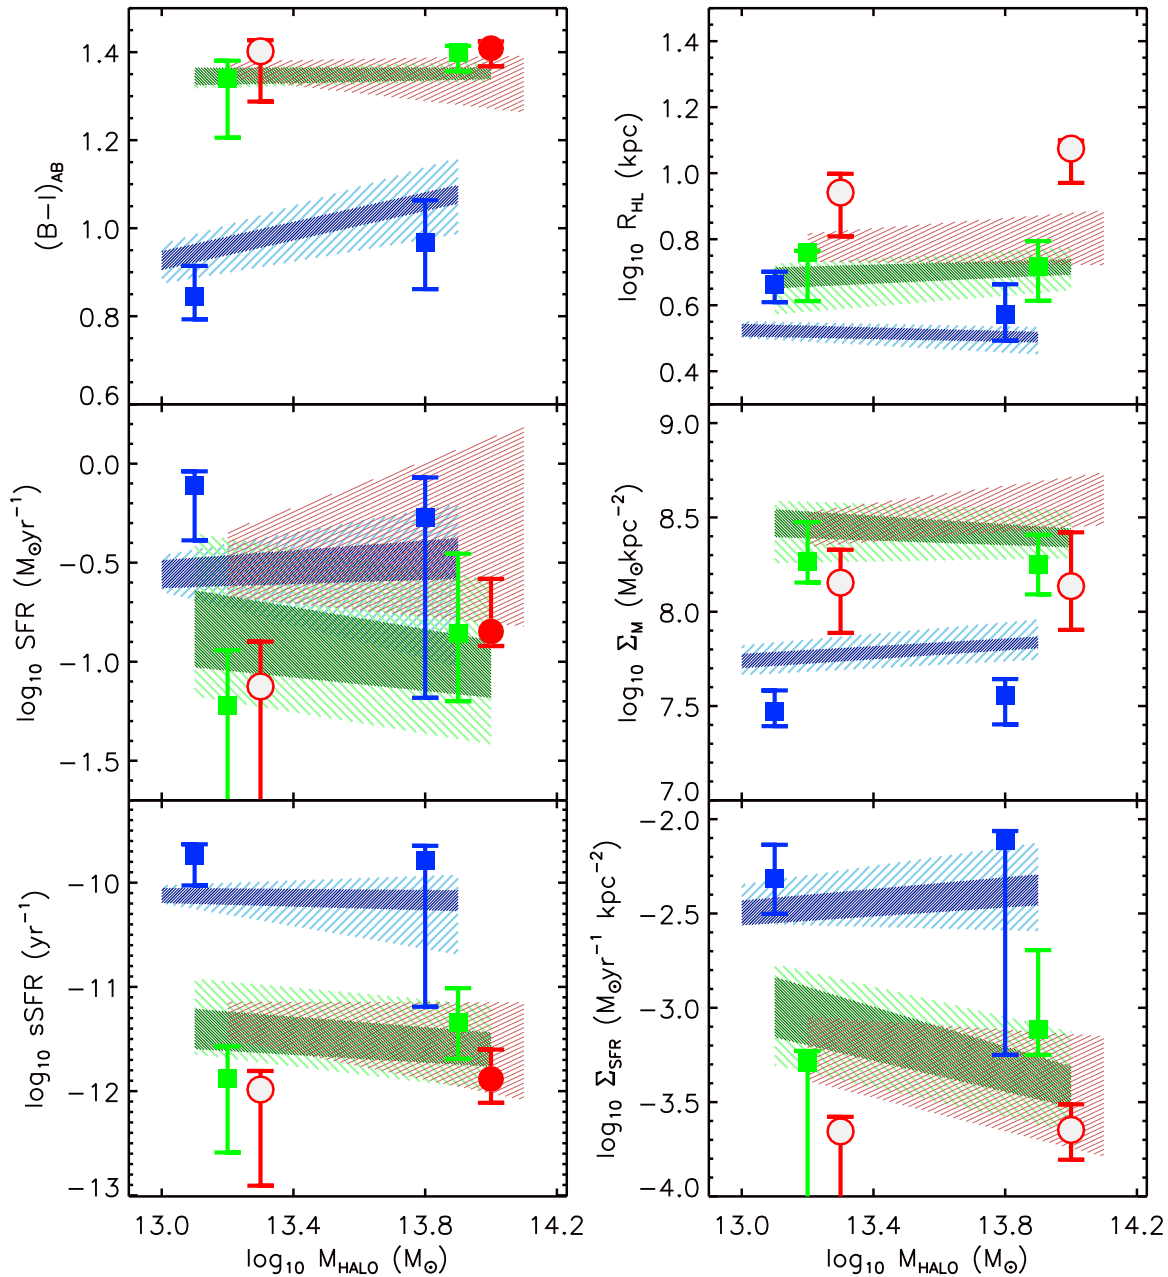 1.4
1.2
1.0
0.8
0.6
(B−I)AB
1.4
1.2
1.0
0.8
0.6
0.4
log10 RHL (kpc)
0.0
−0.5
−1.0
−1.5
log10 SFR (M⊙yr−1)
9.0
8.5
8.0
7.5
7.0
log10 ΣM (M⊙kpc−2)
−10
−11
−12
−13
log10 sSFR (yr−1)
−2.0
−2.5
−3.0
−3.5
−4.0
log10 ΣSFR (M⊙yr−1 kpc−2)
13.0 13.4 13.8 14.2
log10 MHALO (M⊙)
13.0 13.4 13.8 14.2
log10 MHALO (M⊙)